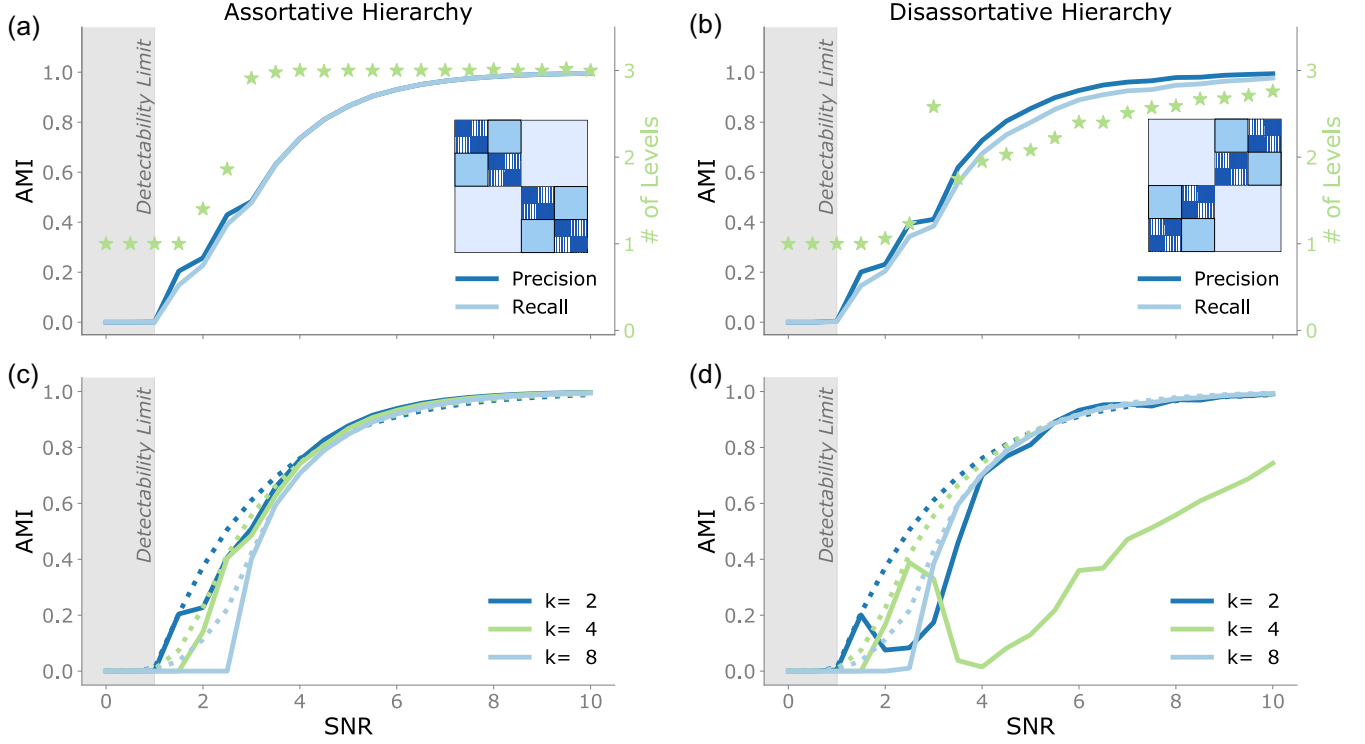 Assortative Hierarchy
Disassortative Hierarchy
(a)
(b)
AMI
1.0
0.8
0.6
0.4
0.2
0.0
Detectability Limit
3
2
1
0
# of Levels
Precision
Recall
AMI
1.0
0.8
0.6
0.4
0.2
0.0
Detectability Limit
3
2
1
0
# of Levels
Precision
Recall
(c)
(d)
AMI
1.0
0.8
0.6
0.4
0.2
0.0
Detectability Limit
k= 2
k= 4
k= 8
0 2 4 6 8 10
SNR
AMI
1.0
0.8
0.6
0.4
0.2
0.0
Detectability Limit
k= 2
k= 4
k= 8
0 2 4 6 8 10
SNR